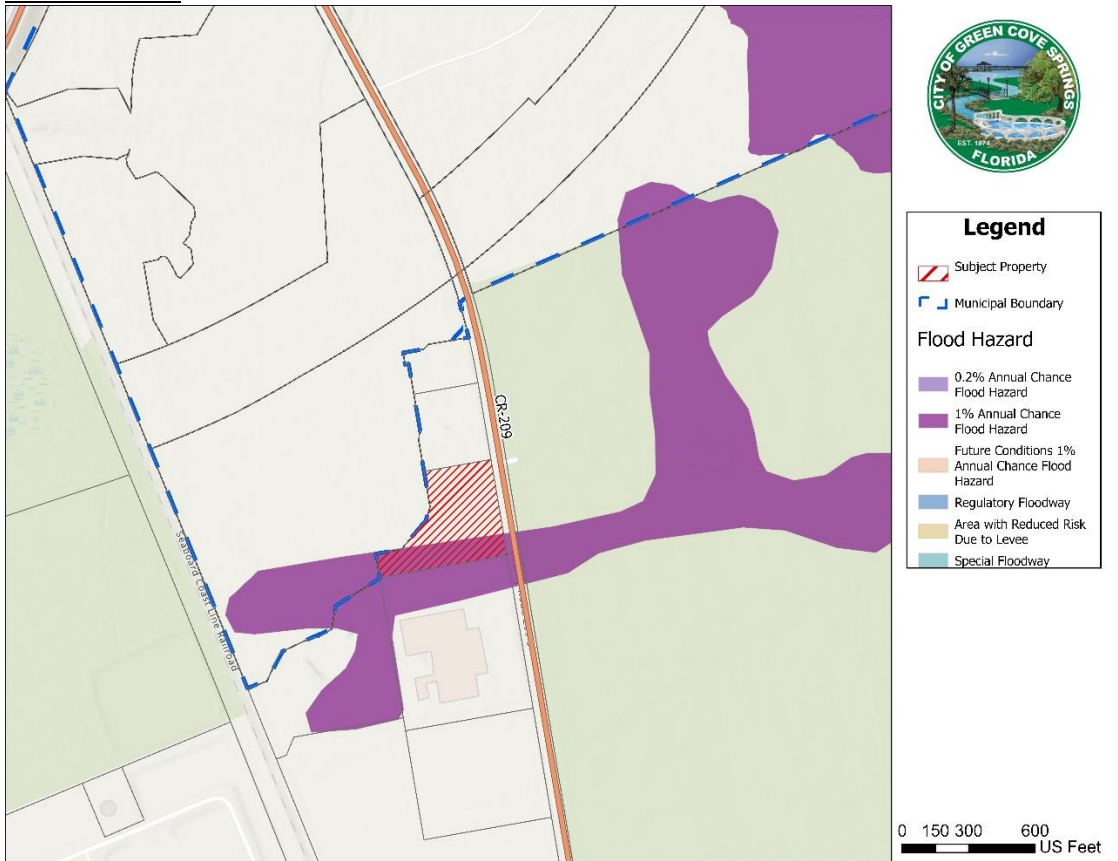 CITY OF GREEN COVE SPRINGS
EST. 1874
FLORIDA
Legend
Subject Property
Municipal Boundary
Flood Hazard
0.2% Annual Chance
Flood Hazard
1% Annual Chance
Flood Hazard
Future Conditions 1%
Annual Chance Flood
Hazard
Regulatory Floodway
Area with Reduced Risk
Due to Levee
Special Floodway
CR-209
Seaboard Coast Line Railroad
0 150 300 600
US Feet